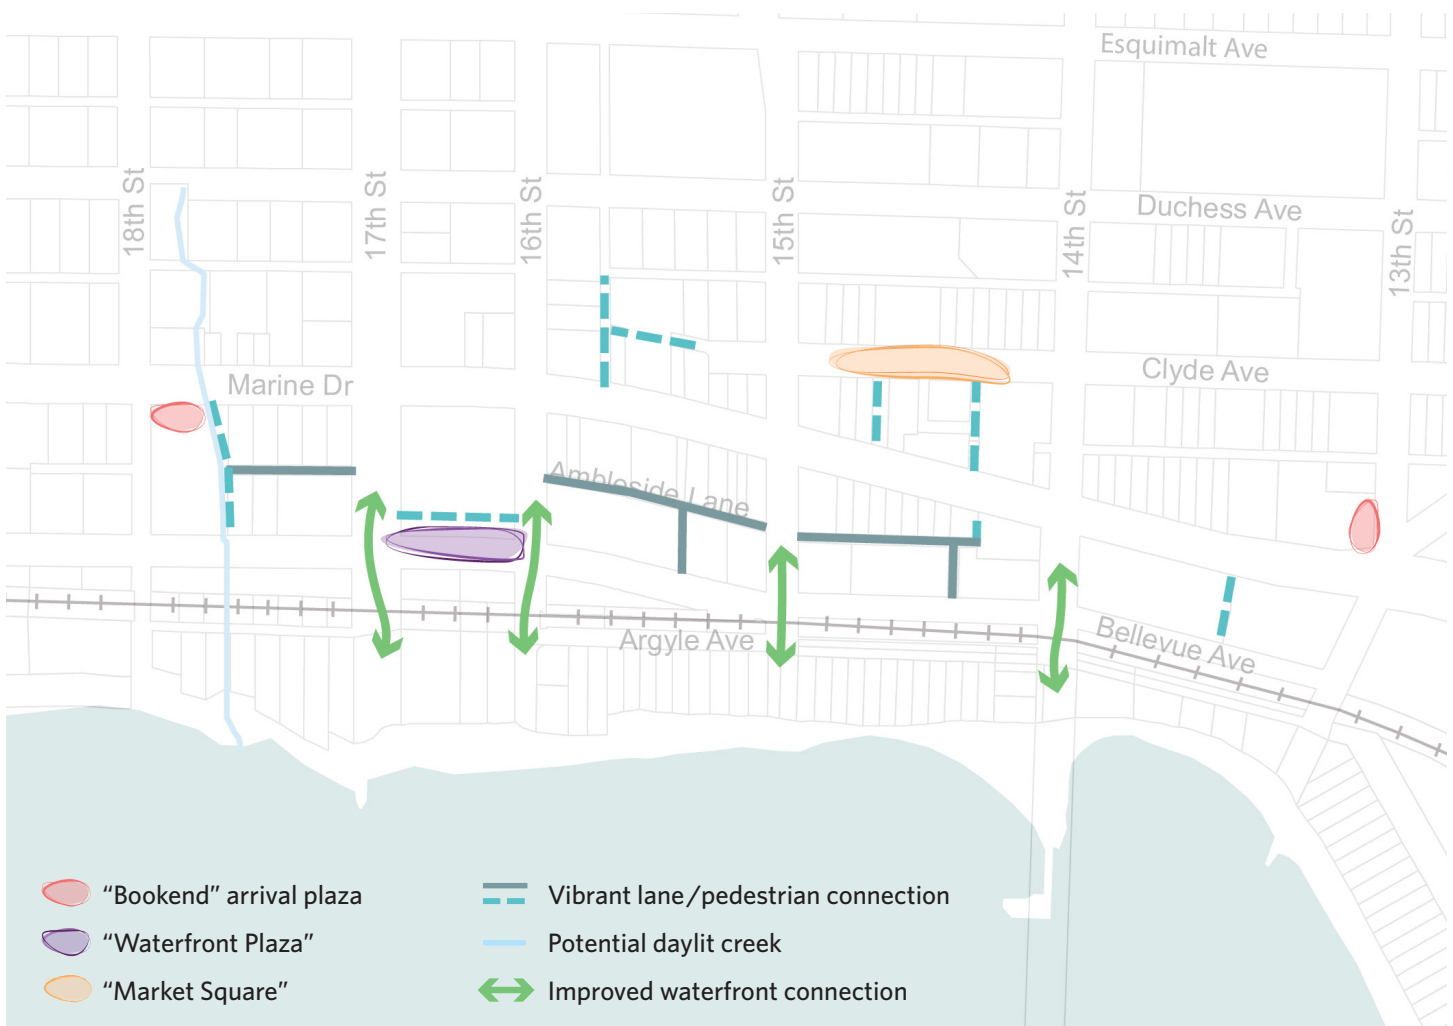 Esquimalt Ave
18th St
17th St
16th St
15th St
14th St
Duchess Ave
13th St
Marine Dr
Clyde Ave
Ambleside Lane
Argyle Ave
Bellevue Ave
“Bookend” arrival plaza
“Waterfront Plaza”
“Market Square”
Vibrant lane/pedestrian connection
Potential daylit creek
Improved waterfront connection